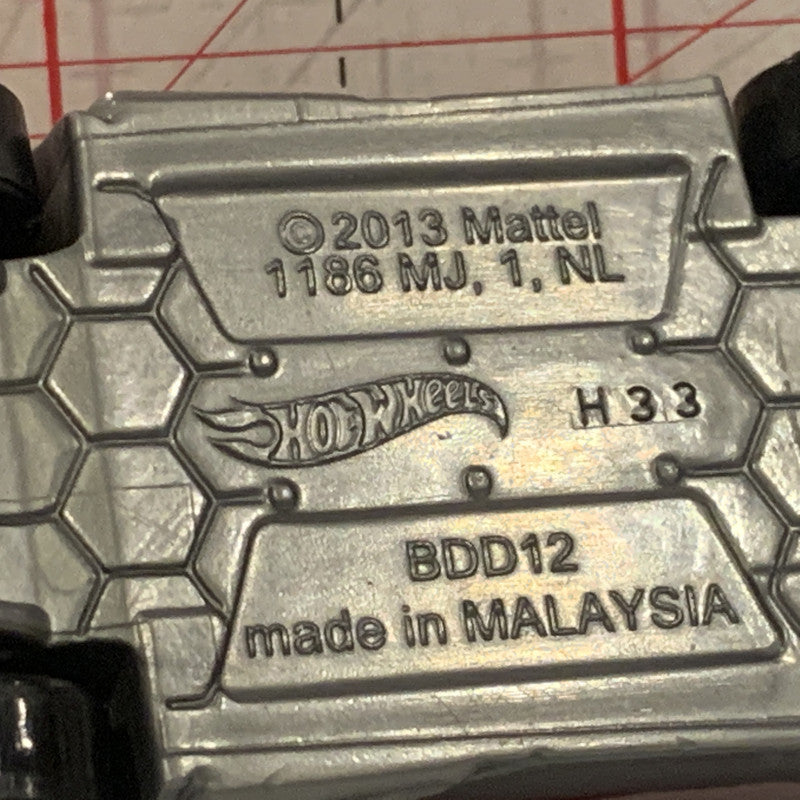 ©2013 Mattel
1186 MJ, 1, NL
HOT WHEELS
H33
BDD12
made in MALAYSIA